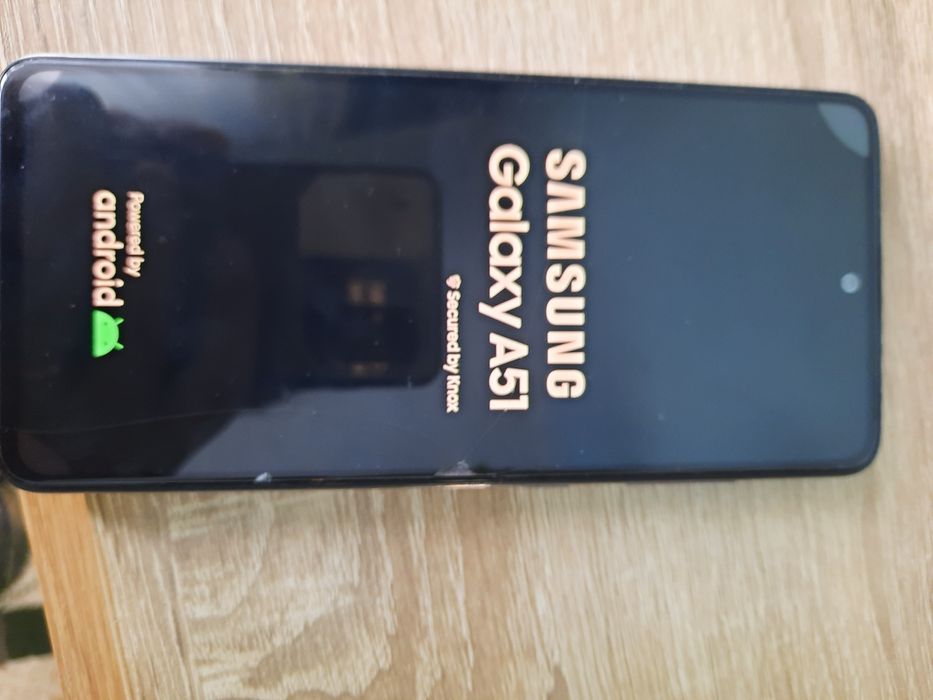 SAMSUNG
Galaxy A51
Secured by Knox
Powered by
android